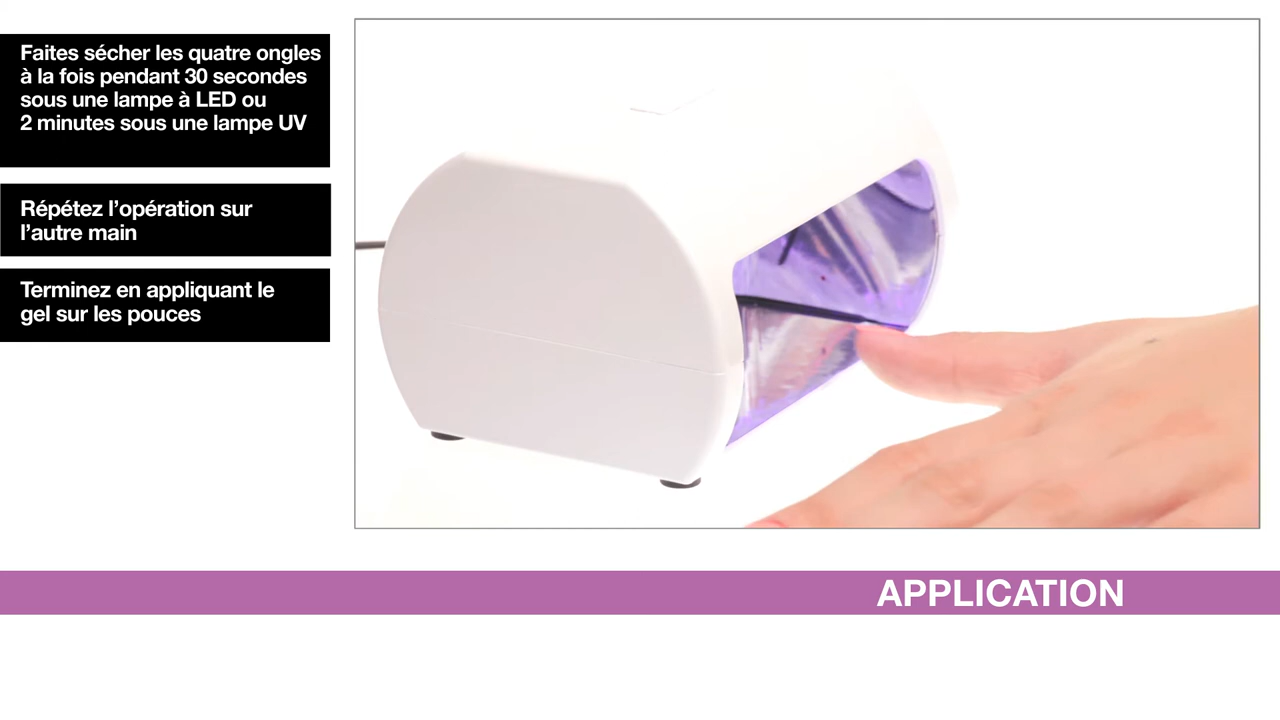 Faites sécher les quatre ongles
à la fois pendant 30 secondes
sous une lampe à LED ou
2 minutes sous une lampe UV
Répétez l’opération sur
l’autre main
Terminez en appliquant le
gel sur les pouces
APPLICATION